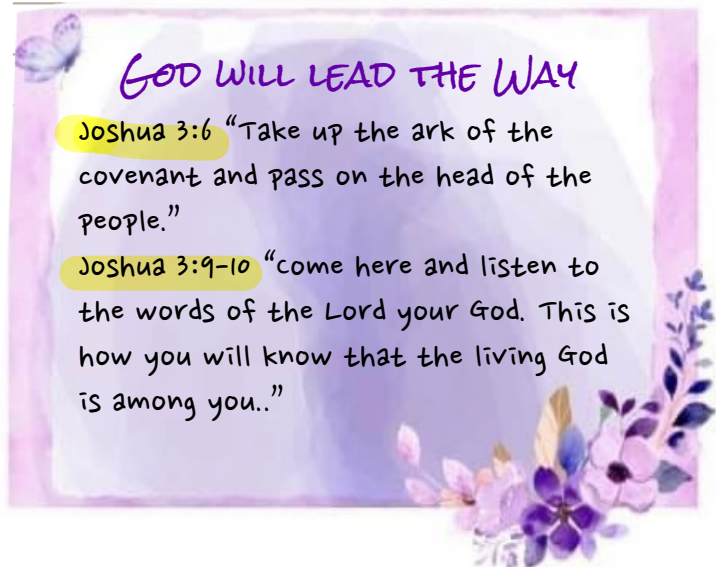 God will lead the Way
Joshua 3:6 “Take up the ark of the
covenant and pass on the head of the
people.”
Joshua 3:9-10 “Come here and listen to
the words of the Lord your God. This is
how you will know that the living God
is among you..”